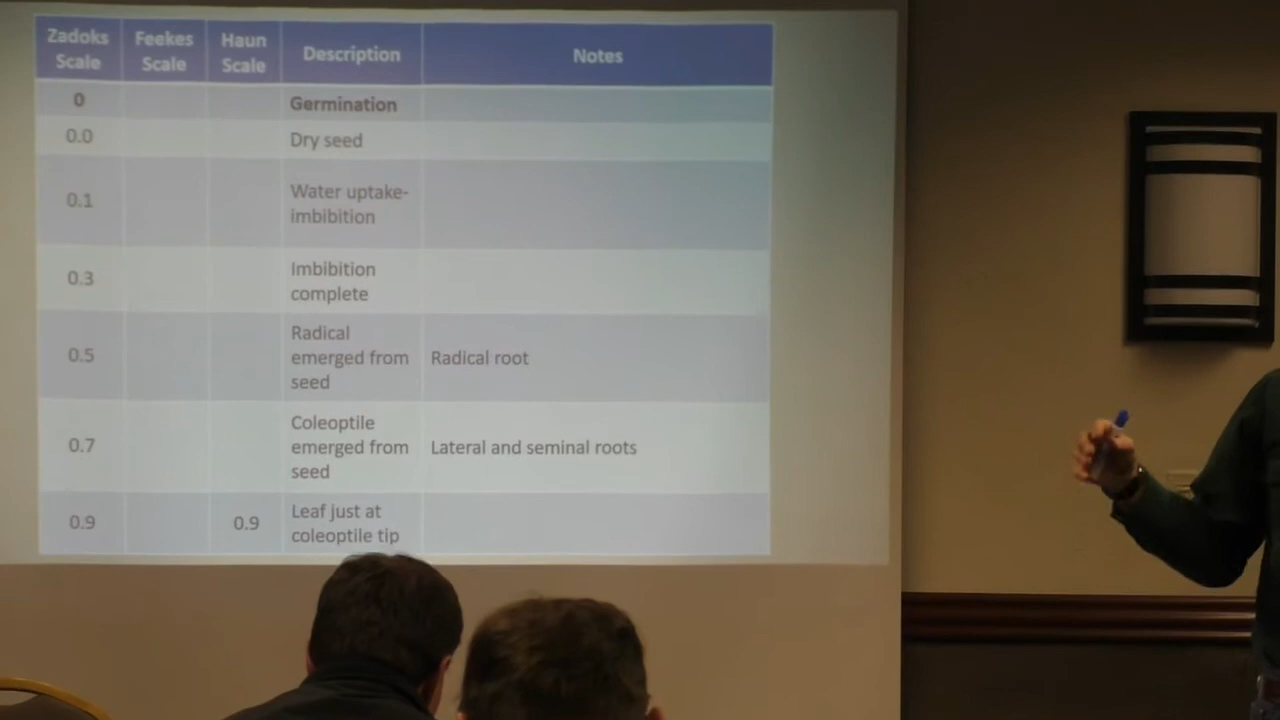 Zadoks Scale Feekes Scale Haun Scale Description Notes
0 Germination
0.0 Dry seed
0.1 Water uptake-
imbibition
0.3 Imbibition
complete
0.5 Radical
emerged from
seed
Radical root
0.7 Coleoptile
emerged from
seed
Lateral and seminal roots
0.9 0.9 Leaf just at
coleoptile tip